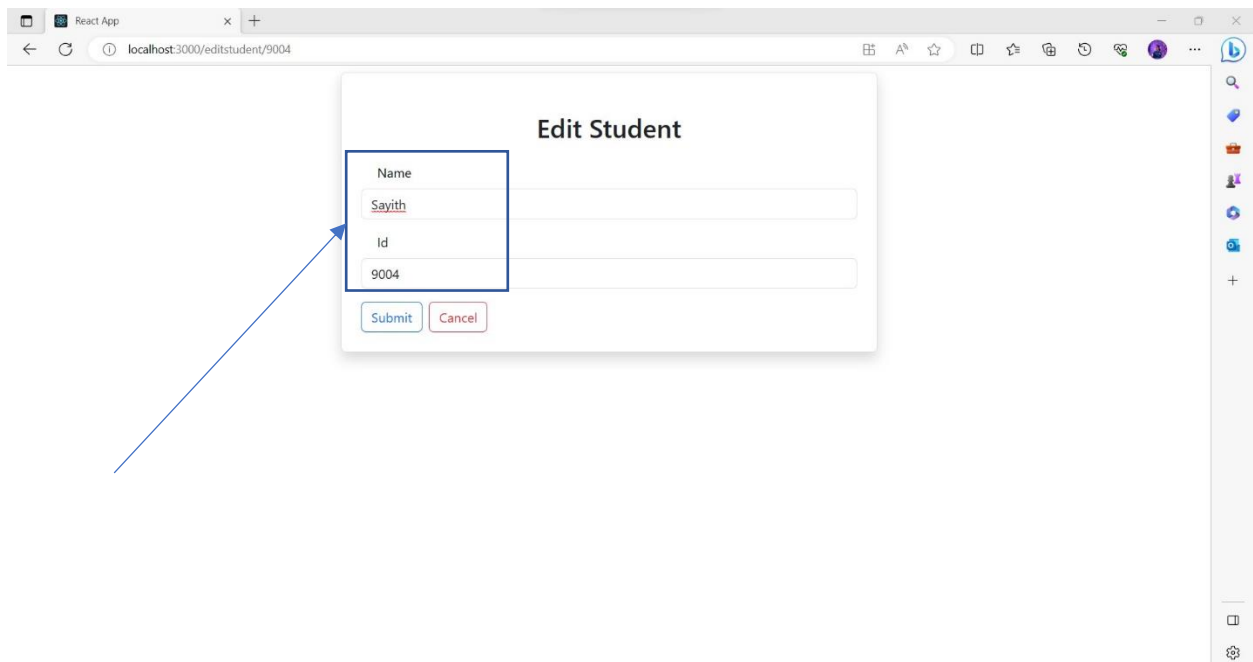 React App
localhost:3000/editstudent/9004
Edit Student
Name
Sayith
Id
9004
Submit Cancel